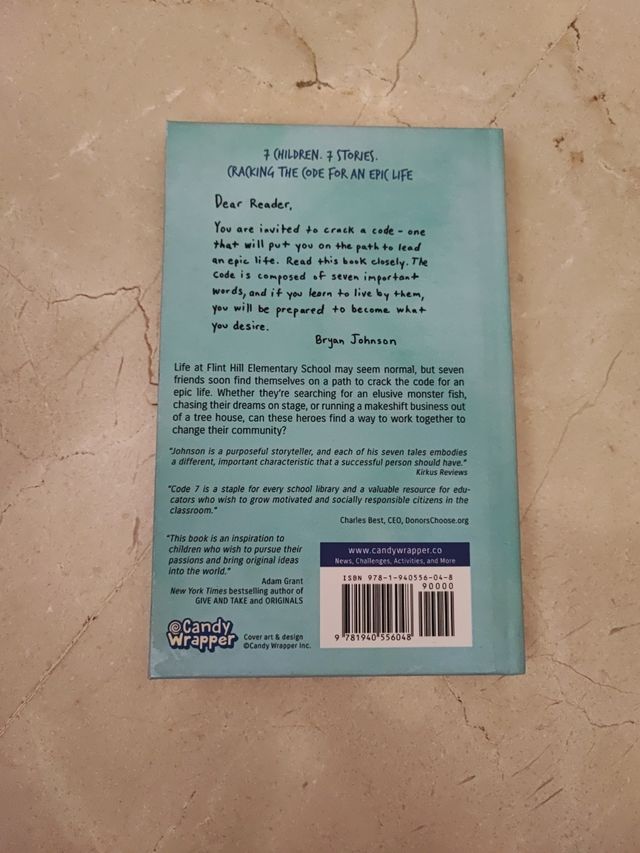 7 CHILDREN. 7 STORIES.
CRACKING THE CODE FOR AN EPIC LIFE
Dear Reader,
You are invited to crack a code - one
that will put you on the path to lead
an epic life. Read this book closely. The
code is composed of seven important
words, and if you learn to live by them,
you will be prepared to become what
you desire.
Bryan Johnson
Life at Flint Hill Elementary School may seem normal, but seven
friends soon find themselves on a path to crack the code for an
epic life. Whether they're searching for an elusive monster fish,
chasing their dreams on stage, or running a makeshift business out
of a tree house, can these heroes find a way to work together to
change their community?
"Johnson is a purposeful storyteller, and each of his seven tales embodies
a different, important characteristic that a successful person should have."
Kirkus Reviews
"Code 7 is a staple for every school library and a valuable resource for edu-
cators who wish to grow motivated and socially responsible citizens in the
classroom."
Charles Best, CEO, DonorsChoose.org
"This book is an inspiration to
children who wish to pursue their
passions and bring original ideas
into the world."
Adam Grant
New York Times bestselling author of
GIVE AND TAKE and ORIGINALS
Candy
Wrapper
Cover art & design
©Candy Wrapper Inc.
www.candywrapper.co
News, Challenges, Activities, and More
ISBN 978-1-940556-04-8
90000
9 781940 556048